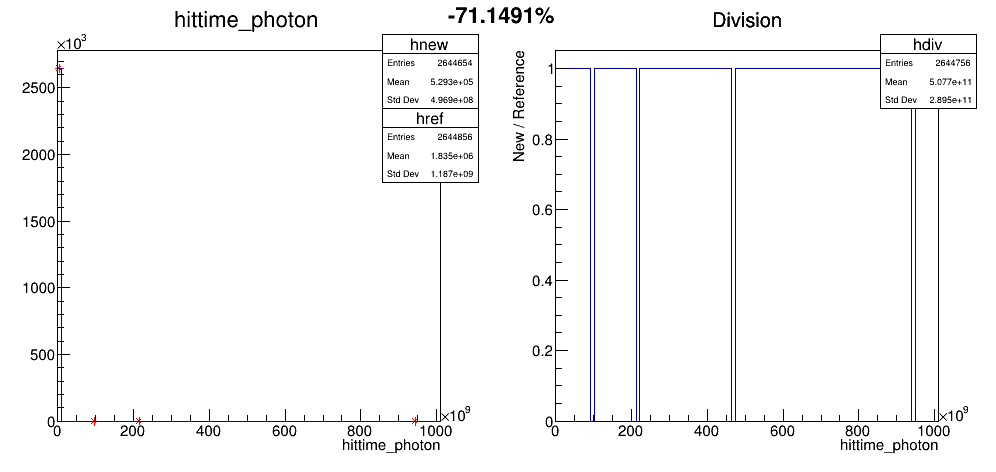 -71.1491%
hittime_photon
×10³
hnew
Entries 2644654
Mean 5.293e+05
Std Dev 4.969e+08
href
Entries 2644856
Mean 1.835e+06
Std Dev 1.187e+09
2500
2000
1500
1000
500
0
0 200 400 600 800 1000
×10⁹
hittime_photon
Division
hdiv
Entries 2644756
Mean 5.077e+11
Std Dev 2.895e+11
New / Reference
1
0.8
0.6
0.4
0.2
0
0 200 400 600 800 1000
×10⁹
hittime_photon